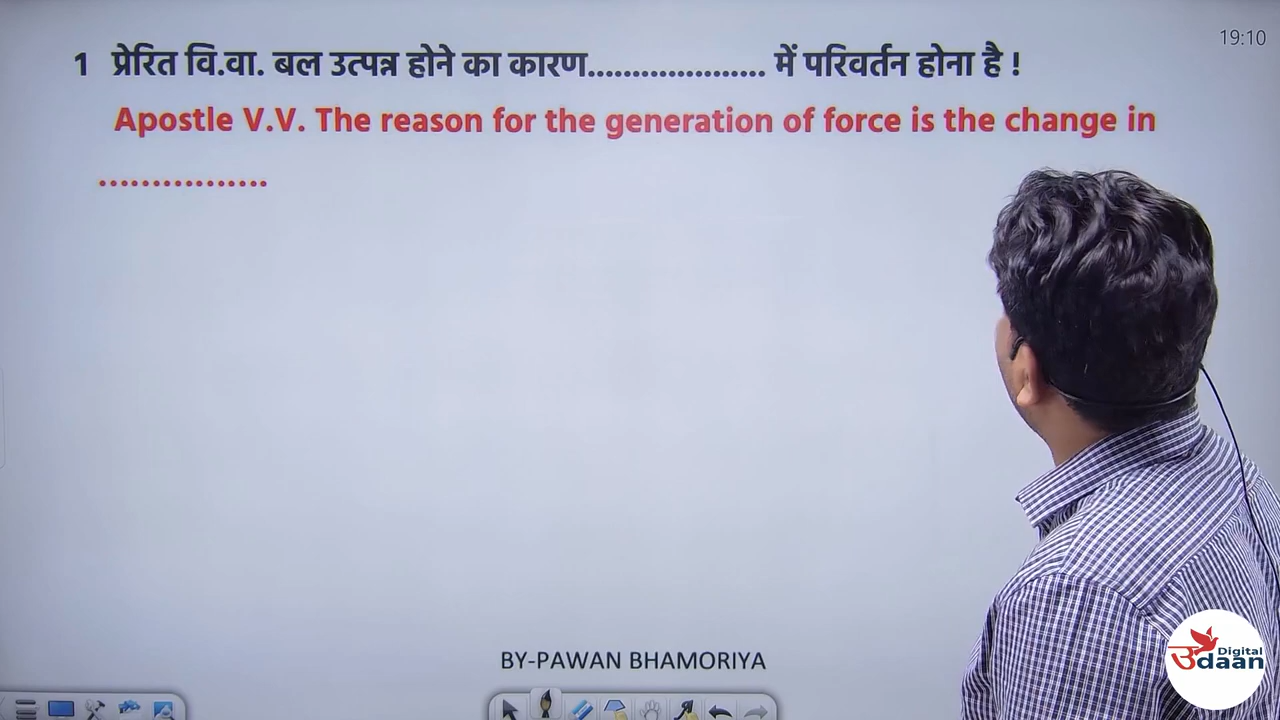 19:10
1 प्रेरित वि.वा. बल उत्पन्न होने का कारण.................... में परिवर्तन होना है !
Apostle V.V. The reason for the generation of force is the change in
................
BY-PAWAN BHAMORIYA
Digital
उdaan